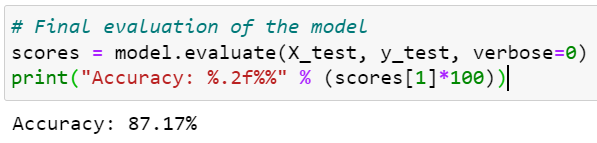 # Final evaluation of the model
scores = model.evaluate(X_test, y_test, verbose=0)
print("Accuracy: %.2f%%" % (scores[1]*100))
Accuracy: 87.17%